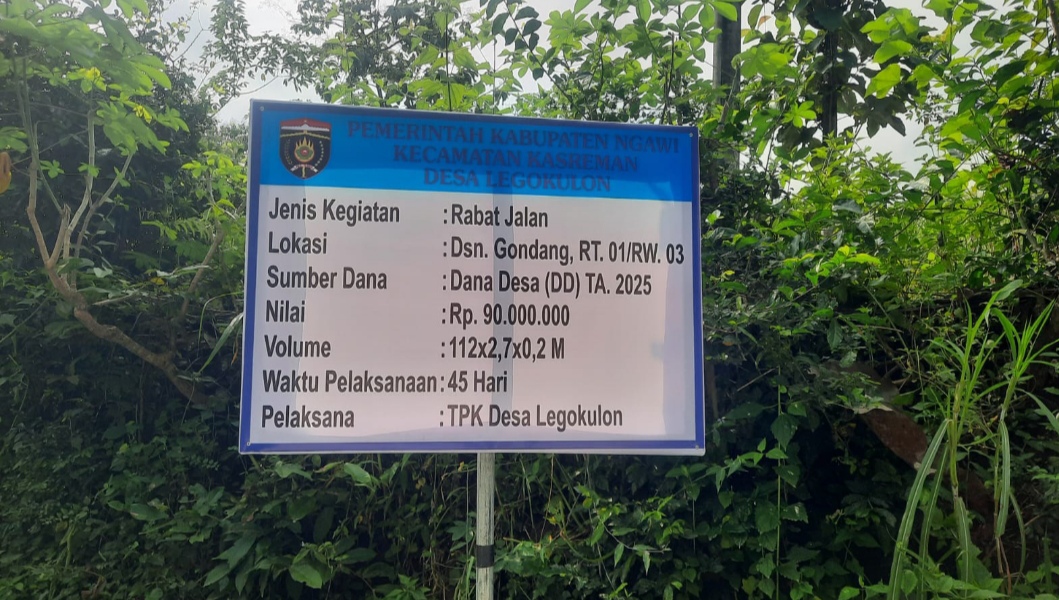 PEMERINTAH KABUPATEN NGAWI
KECAMATAN KASREMAN
DESA LEGOKULON
Jenis Kegiatan : Rabat Jalan
Lokasi : Dsn. Gondang, RT. 01/RW. 03
Sumber Dana : Dana Desa (DD) TA. 2025
Nilai : Rp. 90.000.000
Volume : 112x2,7x0,2 M
Waktu Pelaksanaan : 45 Hari
Pelaksana : TPK Desa Legokulon